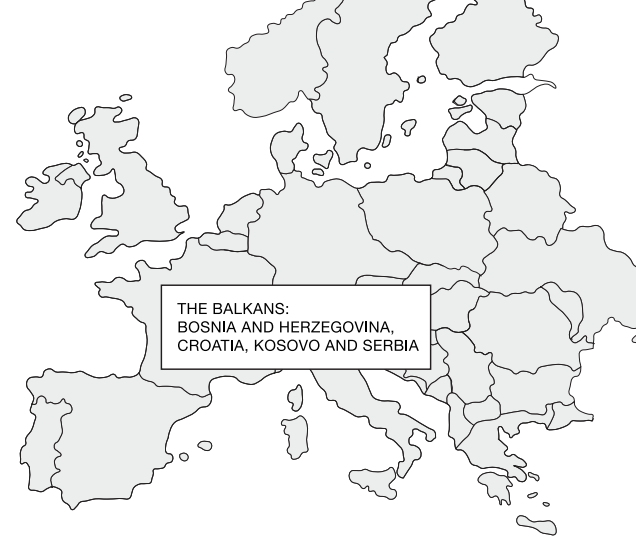 THE BALKANS:
BOSNIA AND HERZEGOVINA,
CROATIA, KOSOVO AND SERBIA